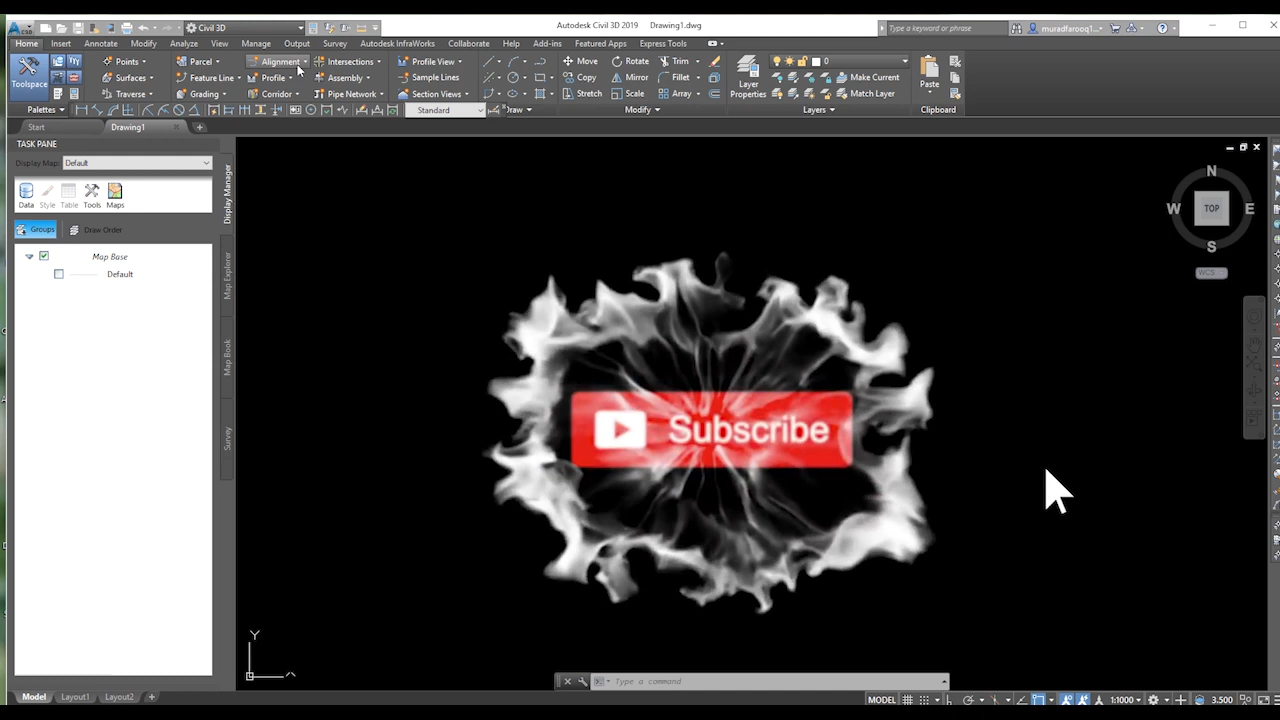 Civil 3D
Autodesk Civil 3D 2019 Drawing1.dwg
Type a keyword or phrase
muradfarooq1...
Home Insert Annotate Modify Analyze View Manage Output Survey Autodesk InfraWorks Collaborate Help Add-ins Featured Apps Express Tools
Toolspace
Points
Surfaces
Traverse
Parcel
Feature Line
Grading
Alignment
Profile
Corridor
Intersections
Assembly
Pipe Network
Profile View
Sample Lines
Section Views
Move
Copy
Stretch
Rotate
Mirror
Scale
Trim
Fillet
Array
Layer
Properties
0
Make Current
Match Layer
Paste
Palettes
Standard
Draw
Modify
Layers
Clipboard
Start
Drawing1
TASK PANE
Display Map: Default
Data Style Table Tools Maps
Groups Draw Order
Map Base
Default
Display Manager
Map Explorer
Map Book
Survey
N
W TOP E
S
WCS
Subscribe
Y
Type a command
Model Layout1 Layout2
MODEL
1:1000
3.500